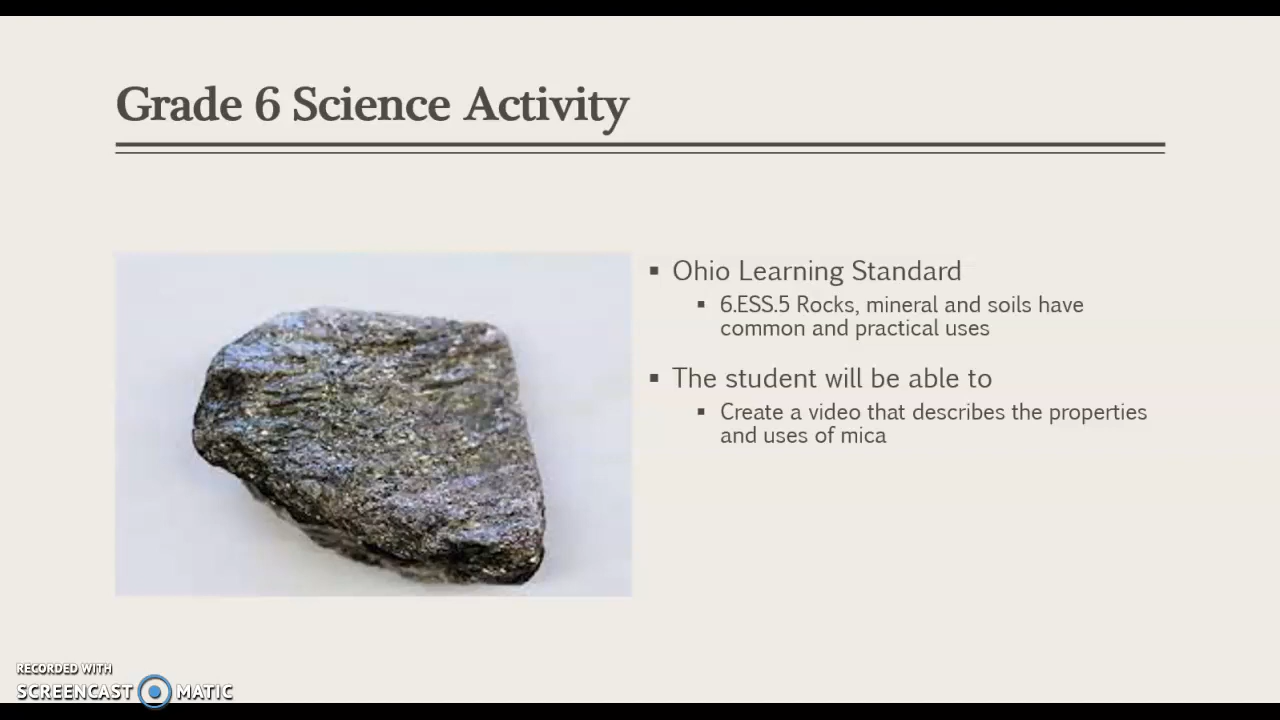 Grade 6 Science Activity
Ohio Learning Standard
6.ESS.5 Rocks, mineral and soils have
common and practical uses
The student will be able to
Create a video that describes the properties
and uses of mica
RECORDED WITH
SCREENCAST MATIC